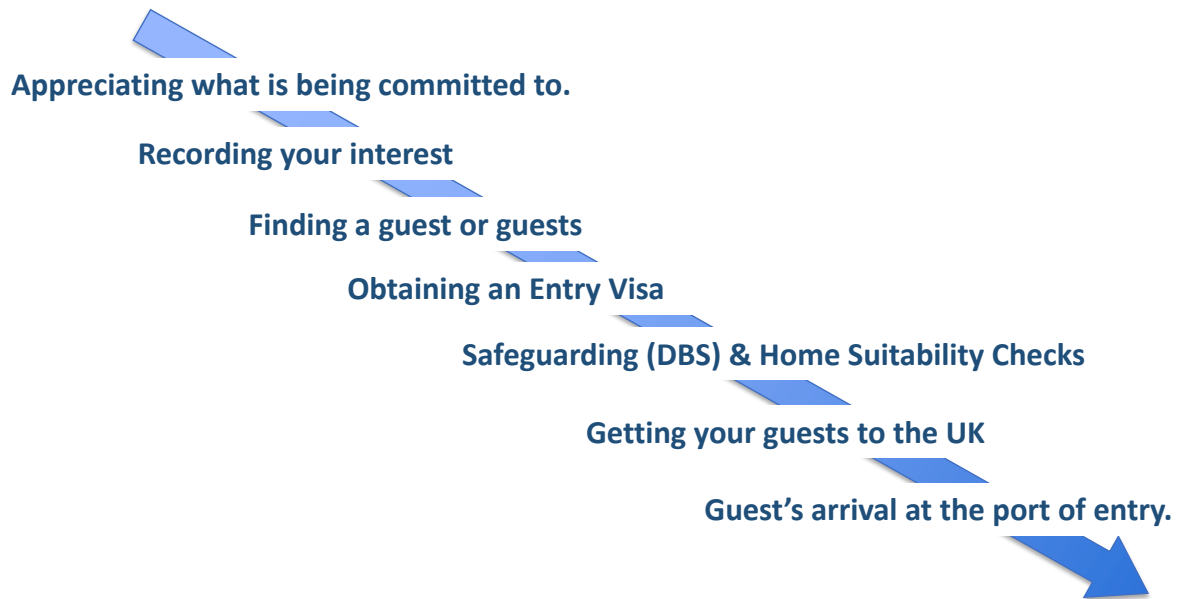 Appreciating what is being committed to.
Recording your interest
Finding a guest or guests
Obtaining an Entry Visa
Safeguarding (DBS) & Home Suitability Checks
Getting your guests to the UK
Guest’s arrival at the port of entry.